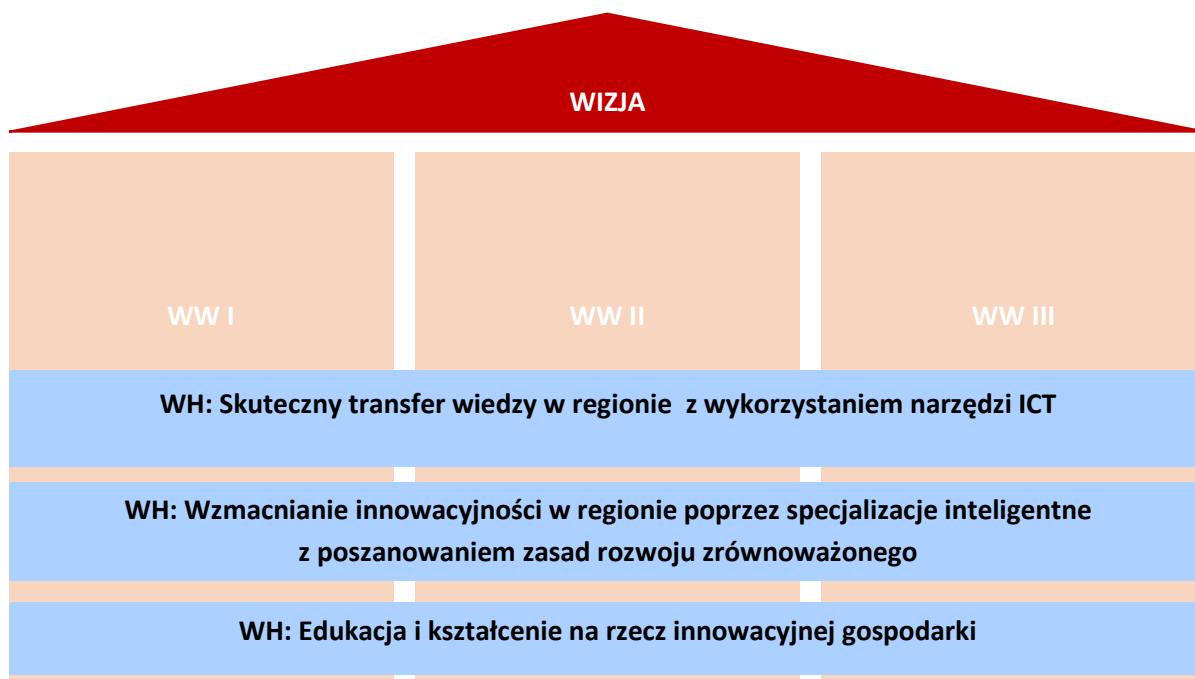 WIZJA
WW I
WW II
WW III
WH: Skuteczny transfer wiedzy w regionie  z wykorzystaniem narzędzi ICT
WH: Wzmacnianie innowacyjności w regionie poprzez specjalizacje inteligentne
z poszanowaniem zasad rozwoju zrównoważonego
WH: Edukacja i kształcenie na rzecz innowacyjnej gospodarki